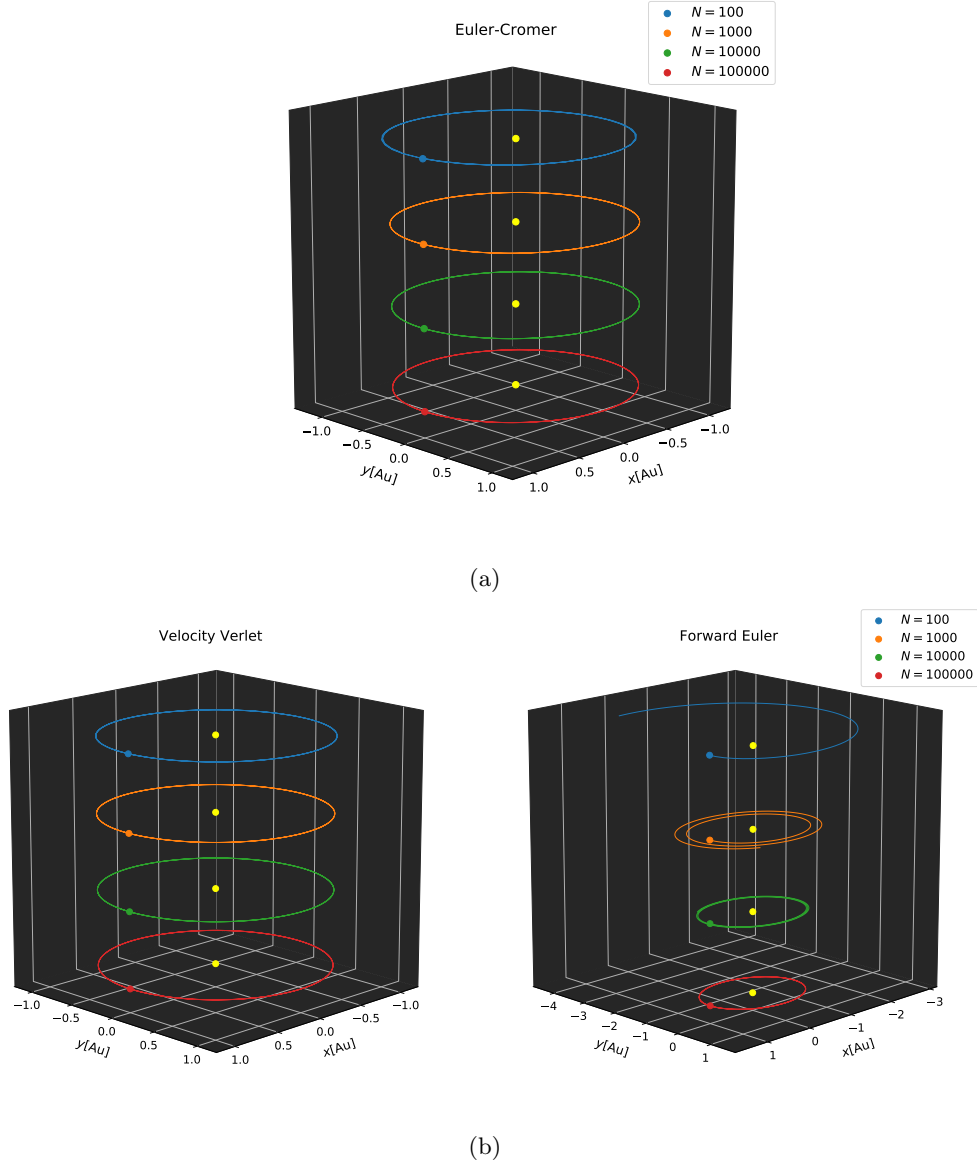 Euler-Cromer
N = 100
N = 1000
N = 10000
N = 100000
−1.0
−0.5
0.0
0.5
1.0
y[Au]
1.0
0.5
0.0
−0.5
−1.0
x[Au]
(a)
Velocity Verlet
−1.0
−0.5
0.0
0.5
1.0
y[Au]
1.0
0.5
0.0
−0.5
−1.0
x[Au]
Forward Euler
N = 100
N = 1000
N = 10000
N = 100000
−4
−3
−2
−1
0
1
y[Au]
1
0
−1
−2
−3
x[Au]
(b)